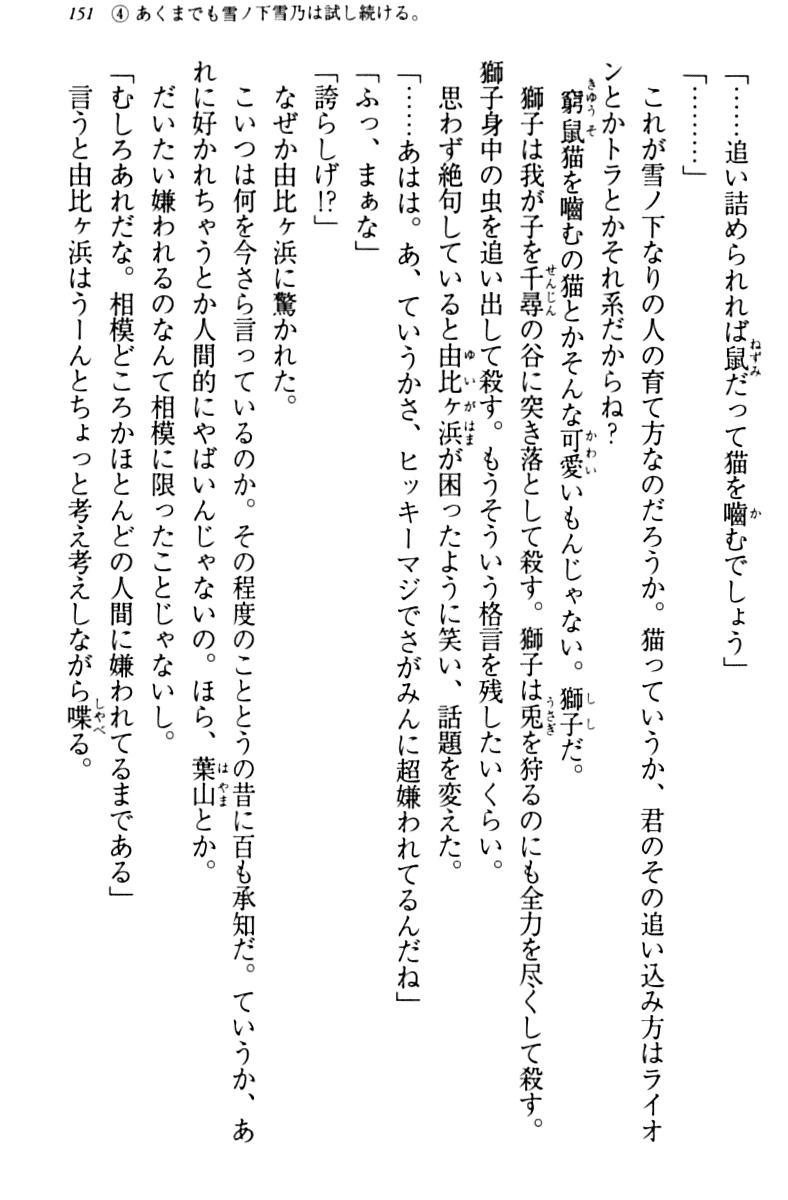 151 ④ あくまでも雪ノ下雪乃は試し続ける。
「……追い詰められれば鼠だって猫を嚙むでしょう」
「………」
これが雪ノ下なりの人の育て方なのだろうか。猫っていうか、君のその追い込み方はライオ
ンとかトラとかそれ系だからね？
窮鼠猫を嚙むの猫とかそんな可愛いもんじゃない。獅子だ。
獅子は我が子を千尋の谷に突き落として殺す。獅子は兎を狩るのにも全力を尽くして殺す。
獅子身中の虫を追い出して殺す。もうそういう格言を残したいくらい。
思わず絶句していると由比ヶ浜が困ったように笑い、話題を変えた。
「……あはは。あ、ていうかさ、ヒッキーマジでさがみんに超嫌われてるんだね」
「ふっ、まぁな」
「誇らしげ!?」
なぜか由比ヶ浜に驚かれた。
こいつは何を今さら言っているのか。その程度のこととうの昔に百も承知だ。ていうか、あ
れに好かれちゃうとか人間的にやばいんじゃないの。ほら、葉山とか。
だいたい嫌われるのなんて相模に限ったことじゃないし。
「むしろあれだな。相模どころかほとんどの人間に嫌われてるまである」
言うと由比ヶ浜はうーんとちょっと考え考えしながら喋る。